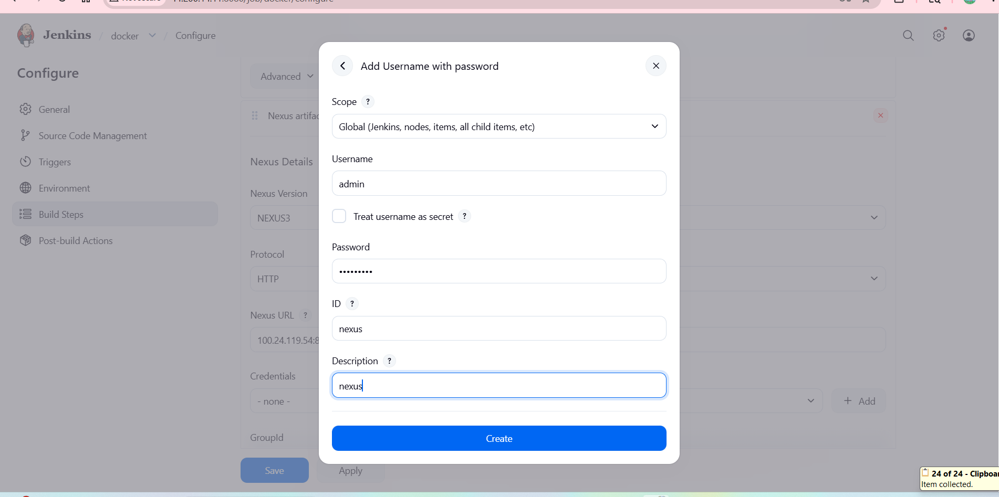 Jenkins / docker / Configure
Configure
General
Source Code Management
Triggers
Environment
Build Steps
Post-build Actions
Advanced
Nexus
Nexus Details
Nexus Version
NEXUS3
Protocol
HTTP
Nexus URL ?
100.24.119.54:8
Credentials
- none -
+ Add
GroupId
Save
Apply
Add Username with password
Scope ?
Global (Jenkins, nodes, items, all child items, etc)
Username
admin
Treat username as secret ?
Password
•••••••••
ID ?
nexus
Description ?
nexus
Create
24 of 24 - Clipboar
Item collected.